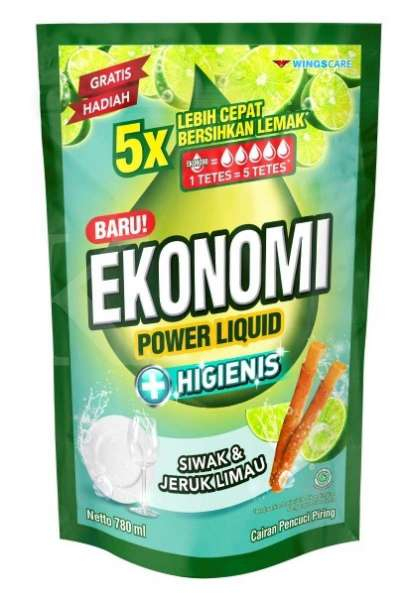 GRATIS
HADIAH
WINGSCARE
5X
LEBIH CEPAT
BERSIHKAN LEMAK*
EKONOMI
=
1 TETES = 5 TETES*
BARU!
EKONOMI
POWER LIQUID
+ HIGIENIS
SIWAK &
JERUK LIMAU
Netto 780 ml
Cairan Pencuci Piring